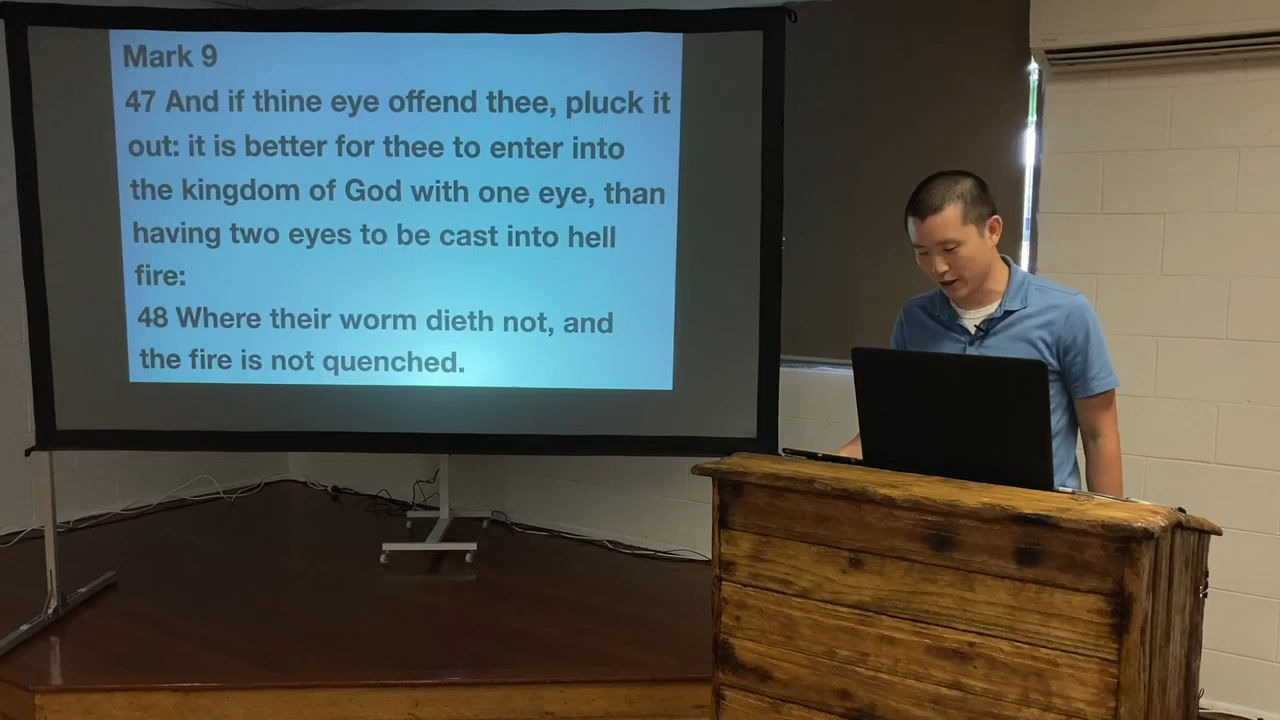 Mark 9
47 And if thine eye offend thee, pluck it
out: it is better for thee to enter into
the kingdom of God with one eye, than
having two eyes to be cast into hell
fire:
48 Where their worm dieth not, and
the fire is not quenched.